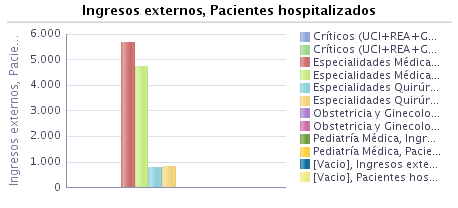 Ingresos externos, Pacientes hospitalizados
Ingresos externos, Pacie...
6.000
5.000
4.000
3.000
2.000
1.000
0
Críticos (UCI+REA+G...
Críticos (UCI+REA+G...
Especialidades Médica...
Especialidades Médica...
Especialidades Quirúr...
Especialidades Quirúr...
Obstetricia y Ginecolo...
Obstetricia y Ginecolo...
Pediatría Médica, Ingr...
Pediatría Médica, Pacie...
[Vacio], Ingresos exte...
[Vacio], Pacientes hos...